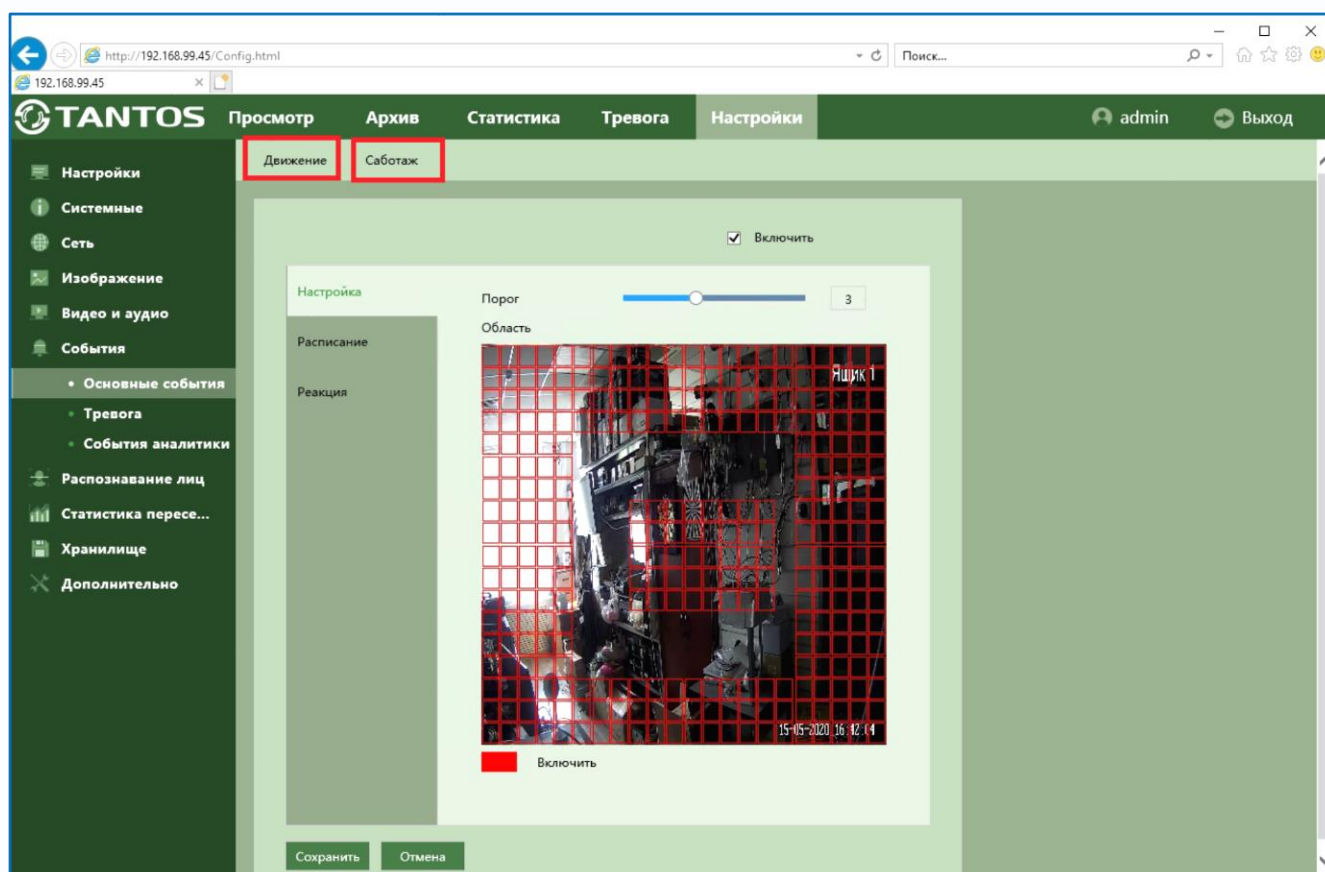 http://192.168.99.45/Config.html
Поиск...
192.168.99.45
TANTOS
Просмотр Архив Статистика Тревога Настройки admin Выход
Движение Саботаж
Настройки
Системные
Сеть
Изображение
Видео и аудио
События
Основные события
Тревога
События аналитики
Распознавание лиц
Статистика пересе...
Хранилище
Дополнительно
Включить
Настройка
Расписание
Реакция
Порог 3
Область
Ящик 1
15-05-2020 16:42:04
Включить
Сохранить Отмена